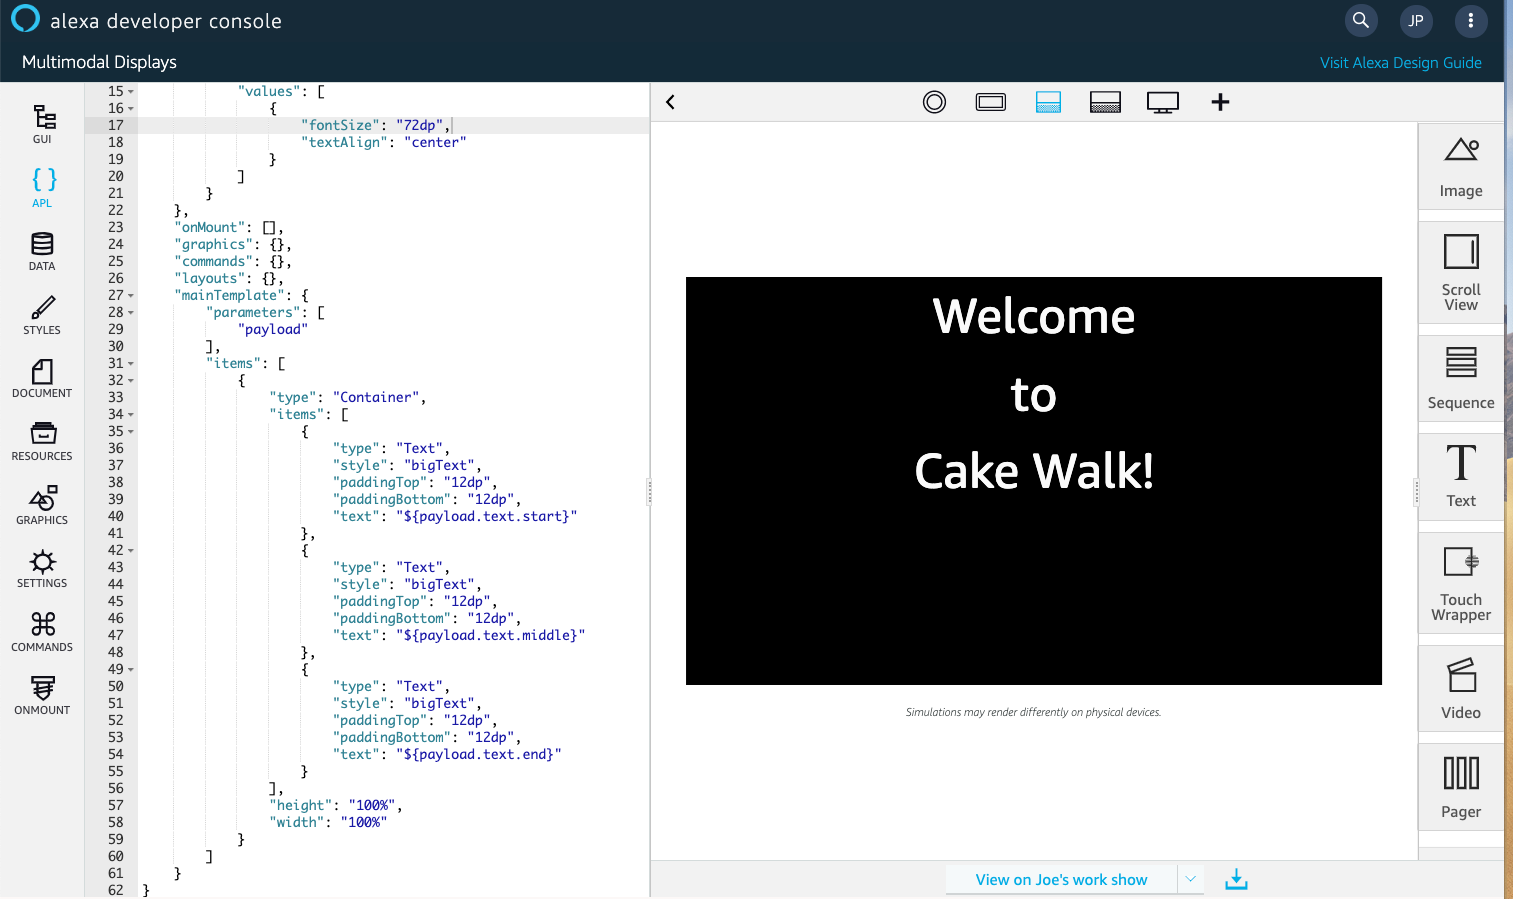 alexa developer console
JP
Multimodal Displays
Visit Alexa Design Guide
GUI
{ }
APL
DATA
STYLES
DOCUMENT
RESOURCES
GRAPHICS
SETTINGS
COMMANDS
ONMOUNT
15 "values": [
16 {
17 "fontSize": "72dp",
18 "textAlign": "center"
19 }
20 ]
21 }
22 },
23 "onMount": [],
24 "graphics": {},
25 "commands": {},
26 "layouts": {},
27 "mainTemplate": {
28 "parameters": [
29 "payload"
30 ],
31 "items": [
32 {
33 "type": "Container",
34 "items": [
35 {
36 "type": "Text",
37 "style": "bigText",
38 "paddingTop": "12dp",
39 "paddingBottom": "12dp",
40 "text": "${payload.text.start}"
41 },
42 {
43 "type": "Text",
44 "style": "bigText",
45 "paddingTop": "12dp",
46 "paddingBottom": "12dp",
47 "text": "${payload.text.middle}"
48 },
49 {
50 "type": "Text",
51 "style": "bigText",
52 "paddingTop": "12dp",
53 "paddingBottom": "12dp",
54 "text": "${payload.text.end}"
55 }
56 ],
57 "height": "100%",
58 "width": "100%"
59 }
60 ]
61 }
62 }
Welcome
to
Cake Walk!
Simulations may render differently on physical devices.
View on Joe's work show
Image
Scroll
View
Sequence
T
Text
Touch
Wrapper
Video
Pager